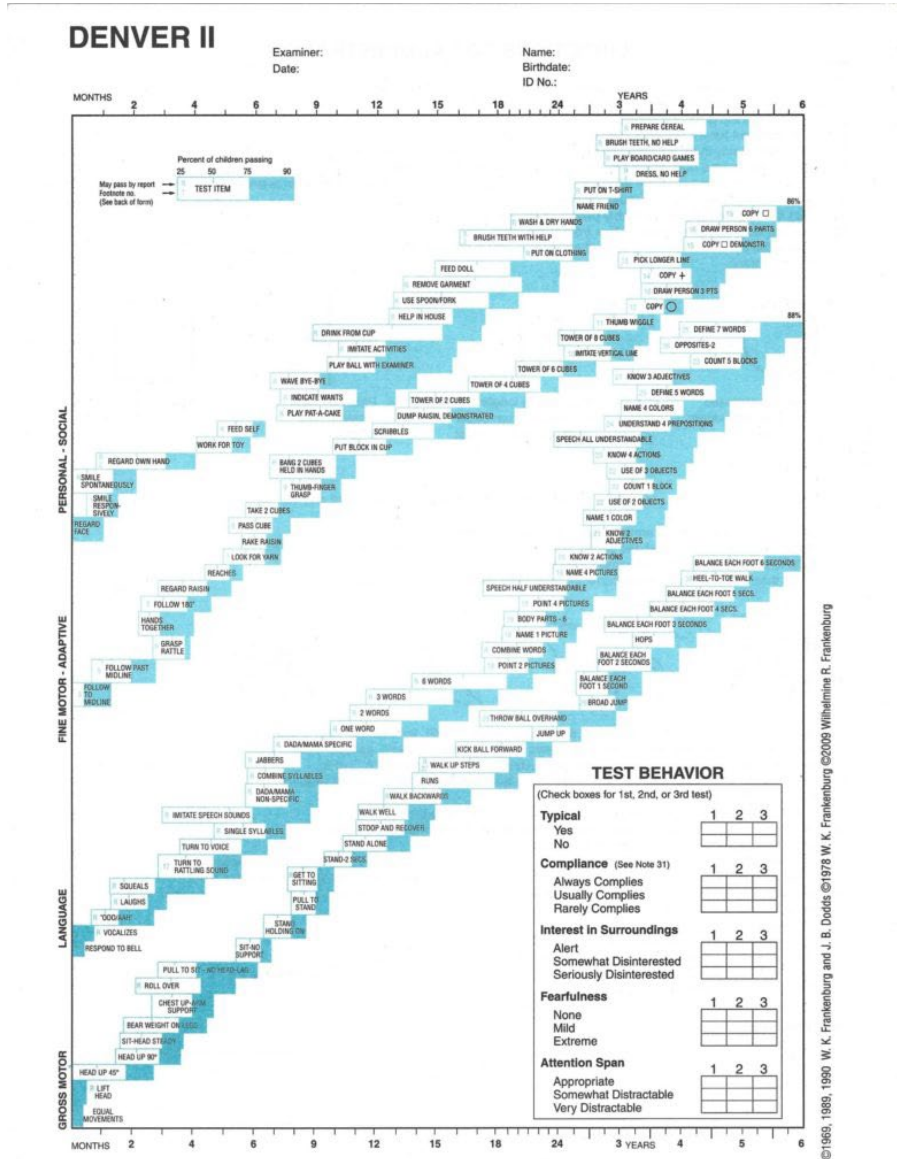 DENVER II
Examiner:
Date:
Name:
Birthdate:
ID No.:
MONTHS 2 4 6 9 12 15 18 24 3 YEARS 4 5 6
Percent of children passing
25 50 75 90
May pass by report
Footnote no.
(See back of form)
TEST ITEM
PERSONAL - SOCIAL
PREPARE CEREAL
BRUSH TEETH, NO HELP
PLAY BOARD/CARD GAMES
DRESS, NO HELP
PUT ON T-SHIRT
NAME FRIEND
WASH & DRY HANDS
BRUSH TEETH WITH HELP
PUT ON CLOTHING
FEED DOLL
REMOVE GARMENT
USE SPOON/FORK
HELP IN HOUSE
DRINK FROM CUP
IMITATE ACTIVITIES
PLAY BALL WITH EXAMINER
WAVE BYE-BYE
INDICATE WANTS
PLAY PAT-A-CAKE
FEED SELF
WORK FOR TOY
REGARD OWN HAND
SMILE
SPONTANEOUSLY
SMILE
RESPON-
SIVELY
REGARD
FACE
FINE MOTOR - ADAPTIVE
86%
COPY □
DRAW PERSON 6 PARTS
COPY □ DEMONSTR.
PICK LONGER LINE
COPY +
DRAW PERSON 3 PTS
COPY ○
THUMB WIGGLE
TOWER OF 8 CUBES
IMITATE VERTICAL LINE
TOWER OF 6 CUBES
TOWER OF 4 CUBES
TOWER OF 2 CUBES
DUMP RAISIN, DEMONSTRATED
SCRIBBLES
PUT BLOCK IN CUP
BANG 2 CUBES
HELD IN HANDS
THUMB-FINGER
GRASP
TAKE 2 CUBES
PASS CUBE
RAKE RAISIN
LOOK FOR YARN
REACHES
REGARD RAISIN
FOLLOW 180°
HANDS
TOGETHER
GRASP
RATTLE
FOLLOW PAST
MIDLINE
FOLLOW
TO
MIDLINE
LANGUAGE
88%
DEFINE 7 WORDS
OPPOSITES-2
COUNT 5 BLOCKS
KNOW 3 ADJECTIVES
DEFINE 5 WORDS
NAME 4 COLORS
UNDERSTAND 4 PREPOSITIONS
SPEECH ALL UNDERSTANDABLE
KNOW 4 ACTIONS
USE OF 3 OBJECTS
COUNT 1 BLOCK
USE OF 2 OBJECTS
NAME 1 COLOR
KNOW 2
ADJECTIVES
KNOW 2 ACTIONS
NAME 4 PICTURES
SPEECH HALF UNDERSTANDABLE
POINT 4 PICTURES
BODY PARTS - 6
NAME 1 PICTURE
COMBINE WORDS
POINT 2 PICTURES
6 WORDS
3 WORDS
2 WORDS
ONE WORD
DADA/MAMA SPECIFIC
JABBERS
COMBINE SYLLABLES
DADA/MAMA
NON-SPECIFIC
IMITATE SPEECH SOUNDS
SINGLE SYLLABLES
TURN TO VOICE
TURN TO
RATTLING SOUND
SQUEALS
LAUGHS
"OOO/AAH"
VOCALIZES
RESPOND TO BELL
GROSS MOTOR
BALANCE EACH FOOT 6 SECONDS
HEEL-TO-TOE WALK
BALANCE EACH FOOT 5 SECS.
BALANCE EACH FOOT 4 SECS.
BALANCE EACH FOOT 3 SECONDS
HOPS
BALANCE EACH
FOOT 2 SECONDS
BALANCE EACH
FOOT 1 SECOND
BROAD JUMP
THROW BALL OVERHAND
JUMP UP
KICK BALL FORWARD
WALK UP STEPS
RUNS
WALK BACKWARDS
WALK WELL
STOOP AND RECOVER
STAND ALONE
STAND-2 SECS.
GET TO
SITTING
PULL TO
STAND
STAND
HOLDING ON
SIT-NO
SUPPORT
PULL TO SIT - NO HEAD-LAG
ROLL OVER
CHEST UP-ARM
SUPPORT
BEAR WEIGHT ON LEGS
SIT-HEAD STEADY
HEAD UP 90°
HEAD UP 45°
LIFT
HEAD
EQUAL
MOVEMENTS
TEST BEHAVIOR
(Check boxes for 1st, 2nd, or 3rd test)
Typical 1 2 3
Yes
No
Compliance (See Note 31) 1 2 3
Always Complies
Usually Complies
Rarely Complies
Interest in Surroundings 1 2 3
Alert
Somewhat Disinterested
Seriously Disinterested
Fearfulness 1 2 3
None
Mild
Extreme
Attention Span 1 2 3
Appropriate
Somewhat Distractable
Very Distractable
MONTHS 2 4 6 9 12 15 18 24 3 YEARS 4 5 6
©1969, 1989, 1990 W. K. Frankenburg and J. B. Dodds ©1978 W. K. Frankenburg ©2009 Wilhelmine R. Frankenburg